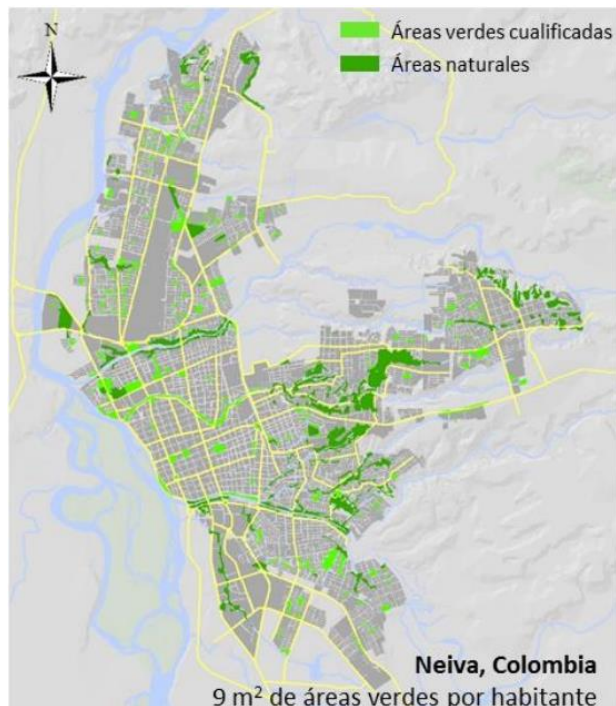 N
Áreas verdes cualificadas
Áreas naturales
Neiva, Colombia
9 m² de áreas verdes por habitante